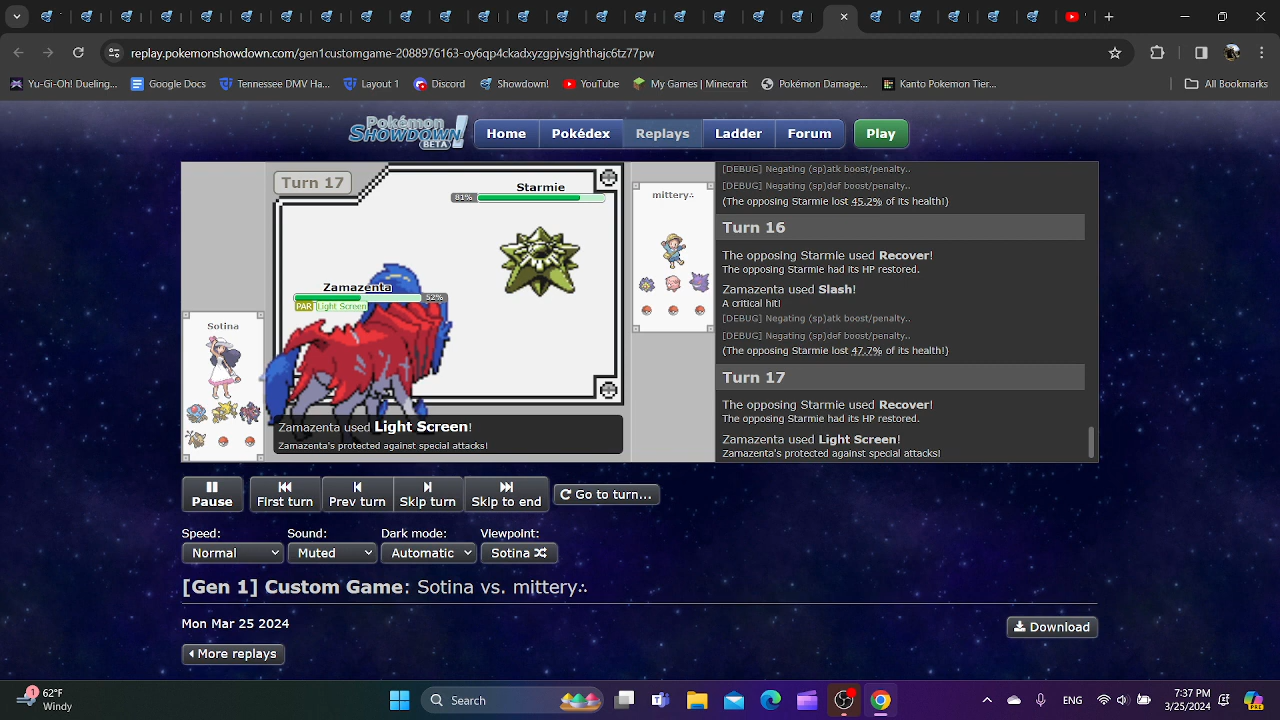 replay.pokemonshowdown.com/gen1customgame-2088976163-oy6qp4ckadxyzgpjvsjghthajc6tz77pw
Yu-Gi-Oh! Dueling...
Google Docs
Tennessee DMV Ha...
Layout 1
Discord
Showdown!
YouTube
My Games | Minecraft
Pokémon Damage...
Kanto Pokemon Tier...
All Bookmarks
Pokémon
SHOWDOWN!
BETA
Home
Pokédex
Replays
Ladder
Forum
Play
Turn 17
Starmie
81%
Zamazenta
52%
PAR Light Screen
Sotina
mittery∴
Zamazenta used Light Screen!
Zamazenta's protected against special attacks!
[DEBUG] Negating (sp)atk boost/penalty..
[DEBUG] Negating (sp)def boost/penalty..
(The opposing Starmie lost 45.2% of its health!)
Turn 16
The opposing Starmie used Recover!
The opposing Starmie had its HP restored.
Zamazenta used Slash!
A critical hit!
[DEBUG] Negating (sp)atk boost/penalty..
[DEBUG] Negating (sp)def boost/penalty..
(The opposing Starmie lost 47.2% of its health!)
Turn 17
The opposing Starmie used Recover!
The opposing Starmie had its HP restored.
Zamazenta used Light Screen!
Zamazenta's protected against special attacks!
Pause
First turn
Prev turn
Skip turn
Skip to end
Go to turn...
Speed:
Sound:
Dark mode:
Viewpoint:
Normal
Muted
Automatic
Sotina
[Gen 1] Custom Game: Sotina vs. mittery∴
Mon Mar 25 2024
Download
More replays
1
62°F
Windy
Search
ENG
7:37 PM
3/25/2024
PRE